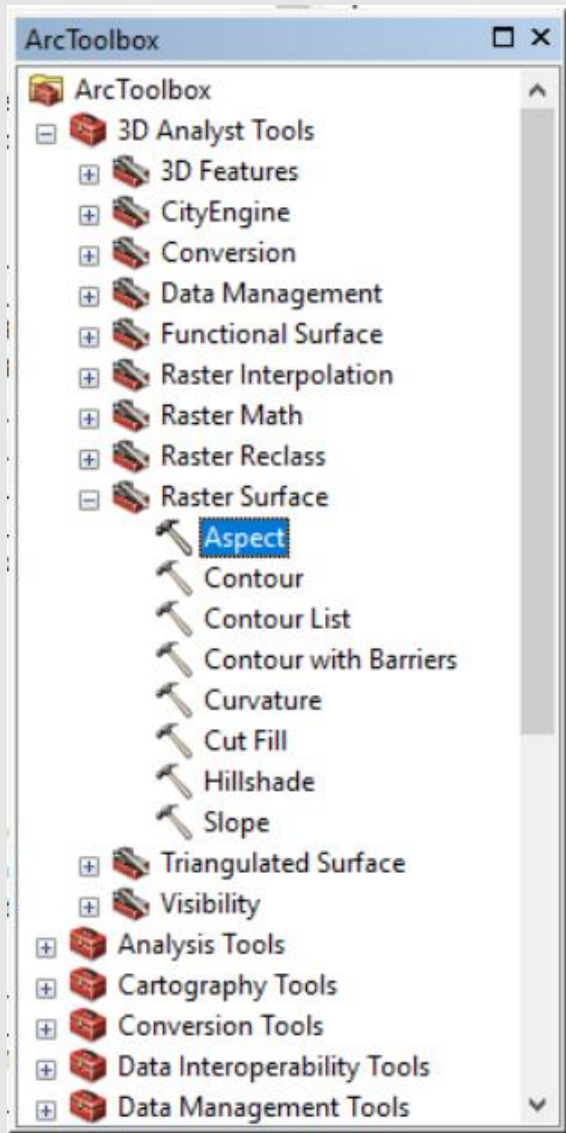 ArcToolbox
ArcToolbox
3D Analyst Tools
3D Features
CityEngine
Conversion
Data Management
Functional Surface
Raster Interpolation
Raster Math
Raster Reclass
Raster Surface
Aspect
Contour
Contour List
Contour with Barriers
Curvature
Cut Fill
Hillshade
Slope
Triangulated Surface
Visibility
Analysis Tools
Cartography Tools
Conversion Tools
Data Interoperability Tools
Data Management Tools